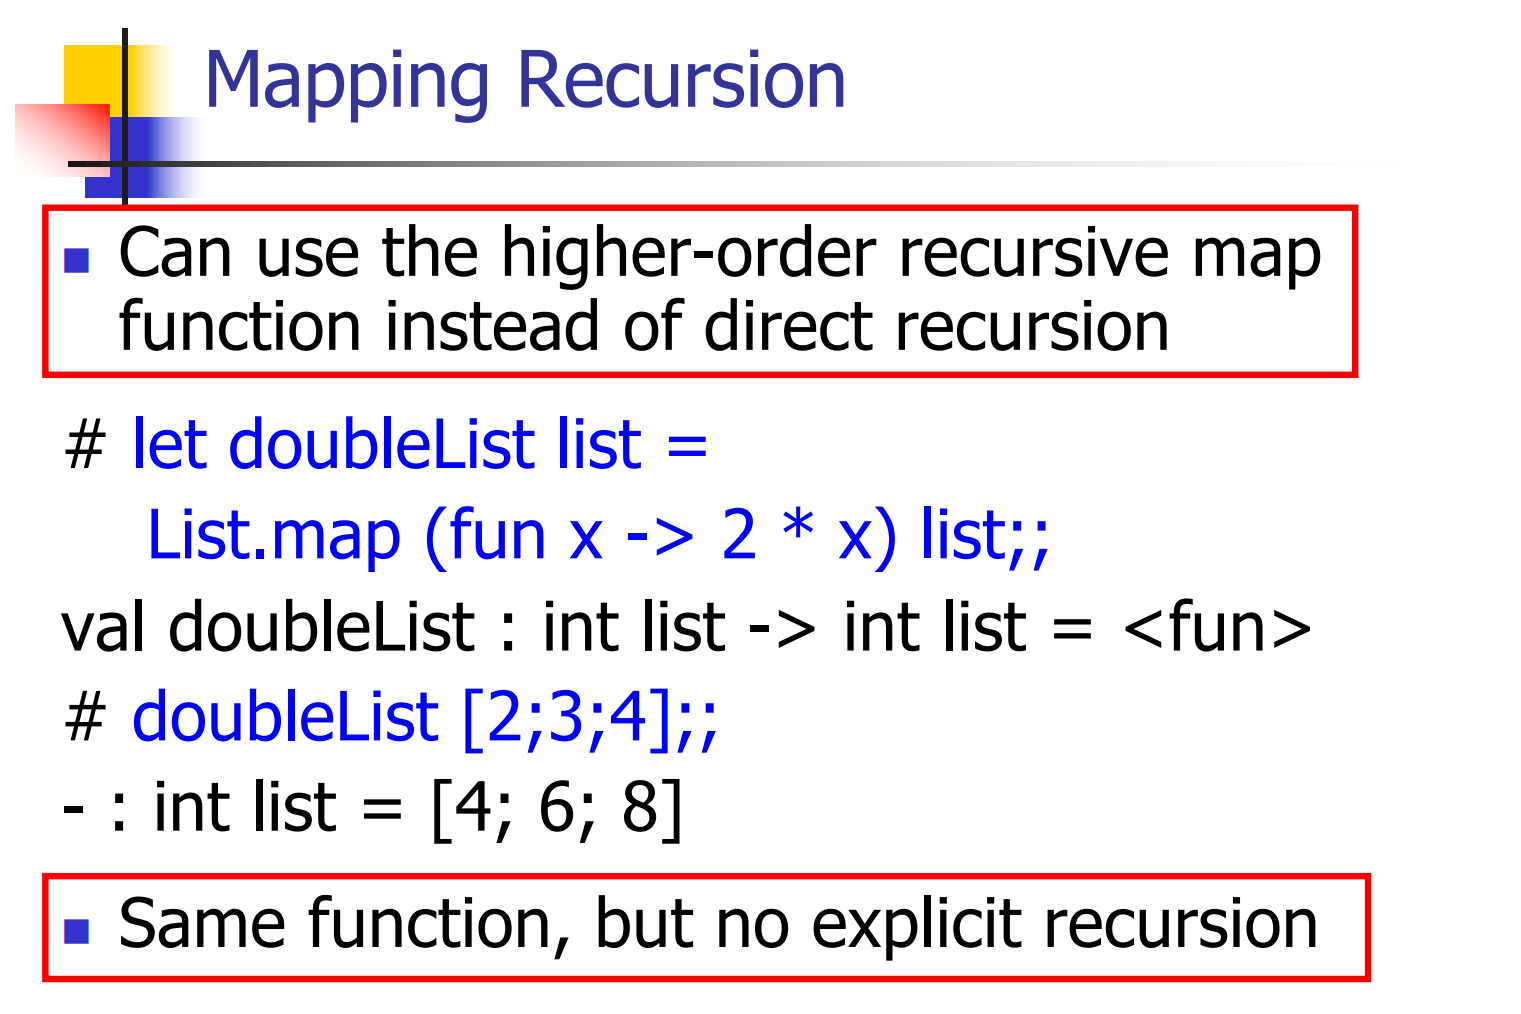 Mapping Recursion
Can use the higher-order recursive map
function instead of direct recursion
# let doubleList list =
List.map (fun x -> 2 * x) list;;
val doubleList : int list -> int list = <fun>
# doubleList [2;3;4];;
- : int list = [4; 6; 8]
Same function, but no explicit recursion